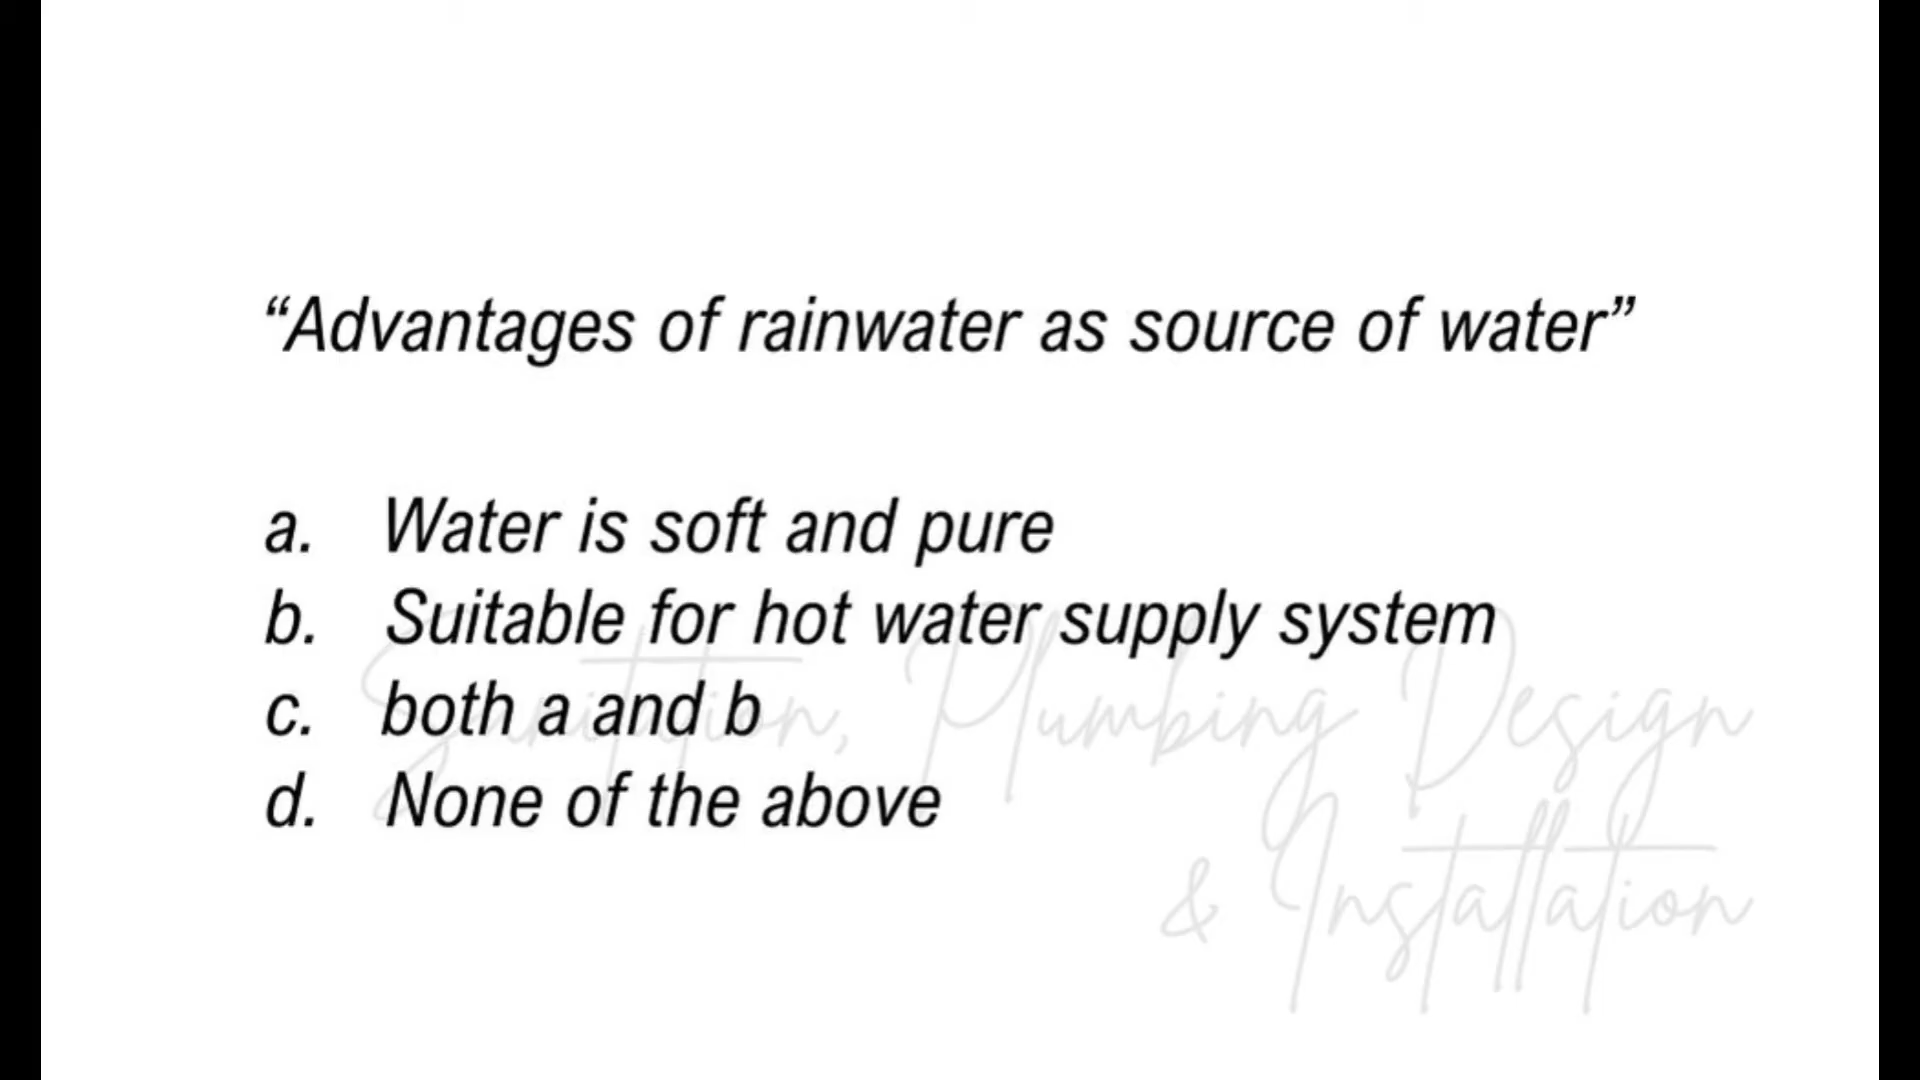 “Advantages of rainwater as source of water”
a. Water is soft and pure
b. Suitable for hot water supply system
c. both a and b
d. None of the above
Sanitation, Plumbing Design
& Installation